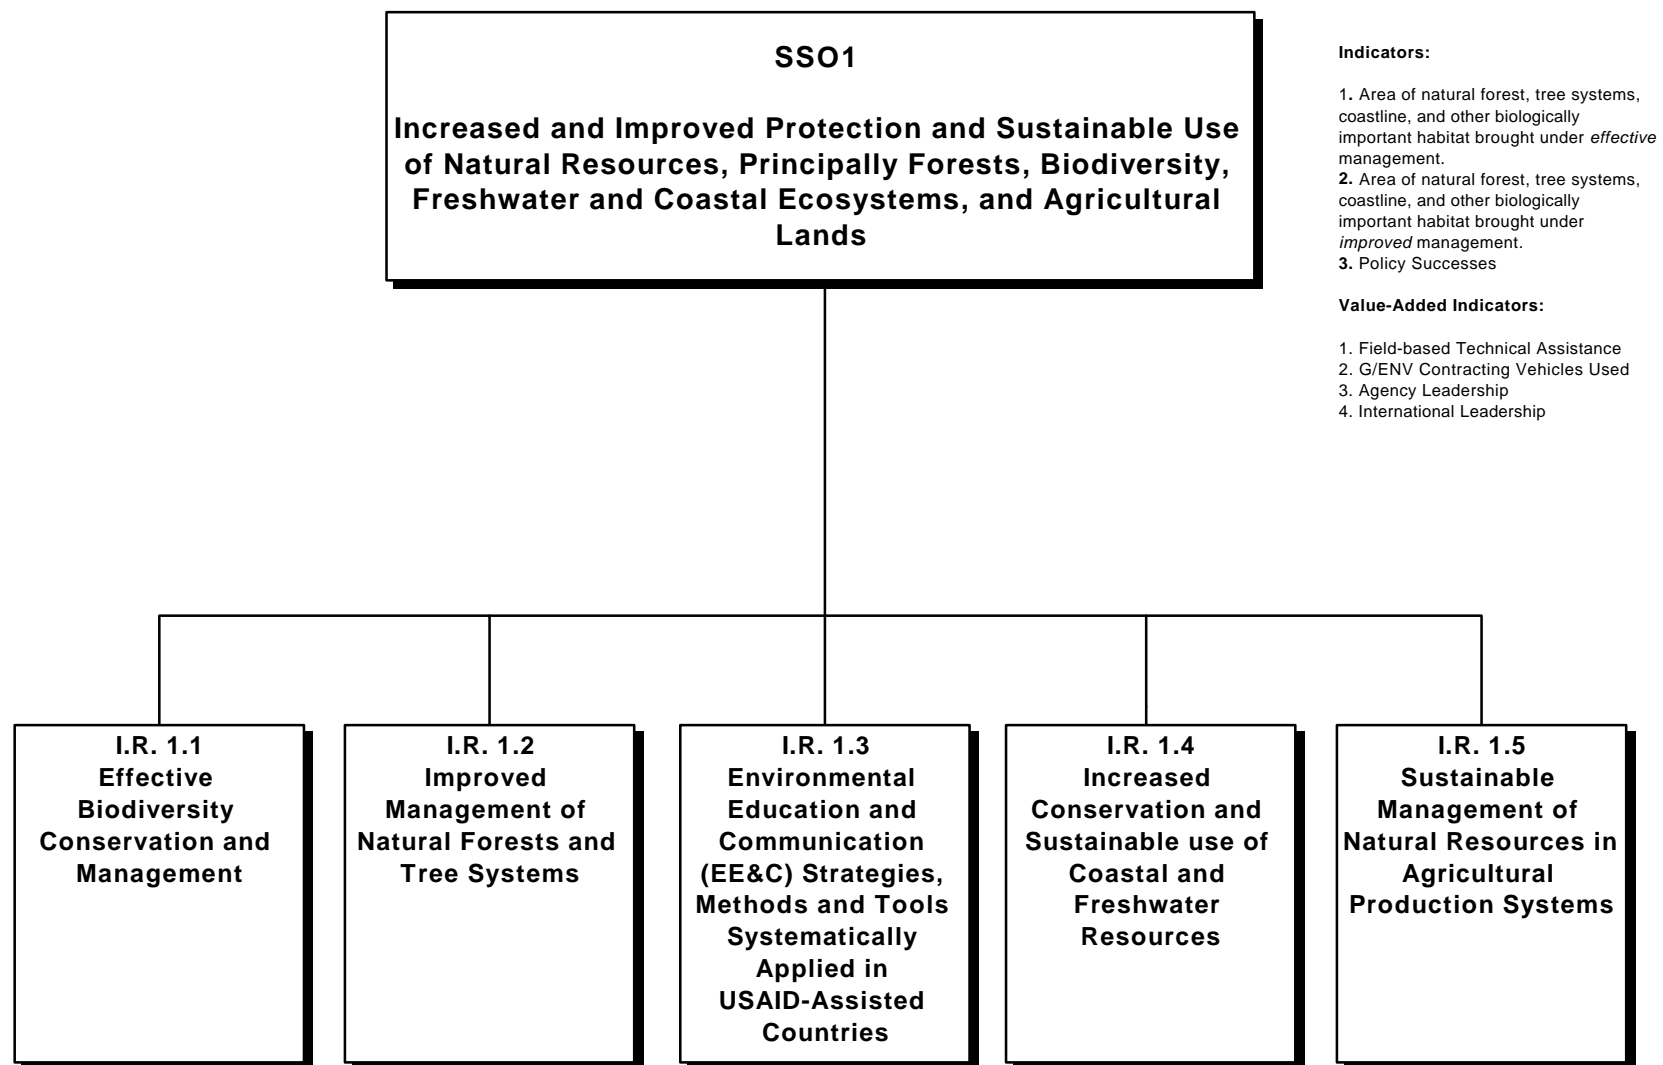 SSO1
Increased and Improved Protection and Sustainable Use
of Natural Resources, Principally Forests, Biodiversity,
Freshwater and Coastal Ecosystems, and Agricultural
Lands
Indicators:
1. Area of natural forest, tree systems,
coastline, and other biologically
important habitat brought under effective
management.
2. Area of natural forest, tree systems,
coastline, and other biologically
important habitat brought under
improved management.
3. Policy Successes
Value-Added Indicators:
1. Field-based Technical Assistance
2. G/ENV Contracting Vehicles Used
3. Agency Leadership
4. International Leadership
I.R. 1.1
Effective
Biodiversity
Conservation and
Management
I.R. 1.2
Improved
Management of
Natural Forests and
Tree Systems
I.R. 1.3
Environmental
Education and
Communication
(EE&C) Strategies,
Methods and Tools
Systematically
Applied in
USAID-Assisted
Countries
I.R. 1.4
Increased
Conservation and
Sustainable use of
Coastal and
Freshwater
Resources
I.R. 1.5
Sustainable
Management of
Natural Resources in
Agricultural
Production Systems